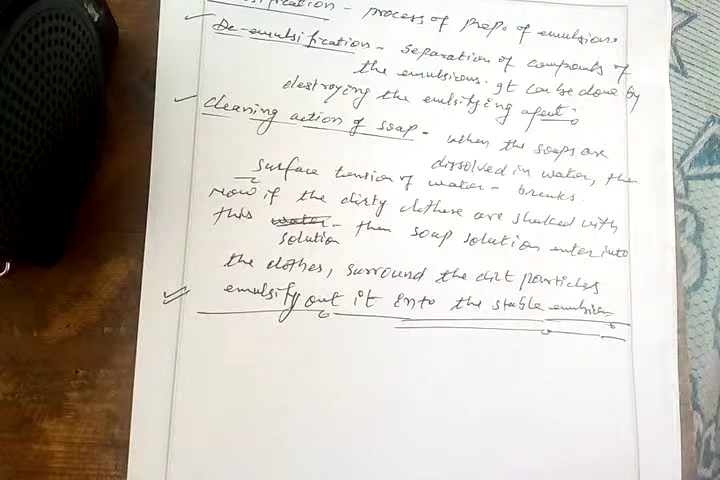 - process of prep. of emulsions
De-emulsification - separation of compounds of
the emulsions. It can be done by
destroying the emulsifying agent.
Cleaning action of soap - when the soaps are
dissolved in water, then
surface tension of water - breaks.
Now if the dirty clothes are shaked with
this water - then soap solution enter into
solution
the clothes, surround the dirt particles
emulsify out it into the stable emulsion